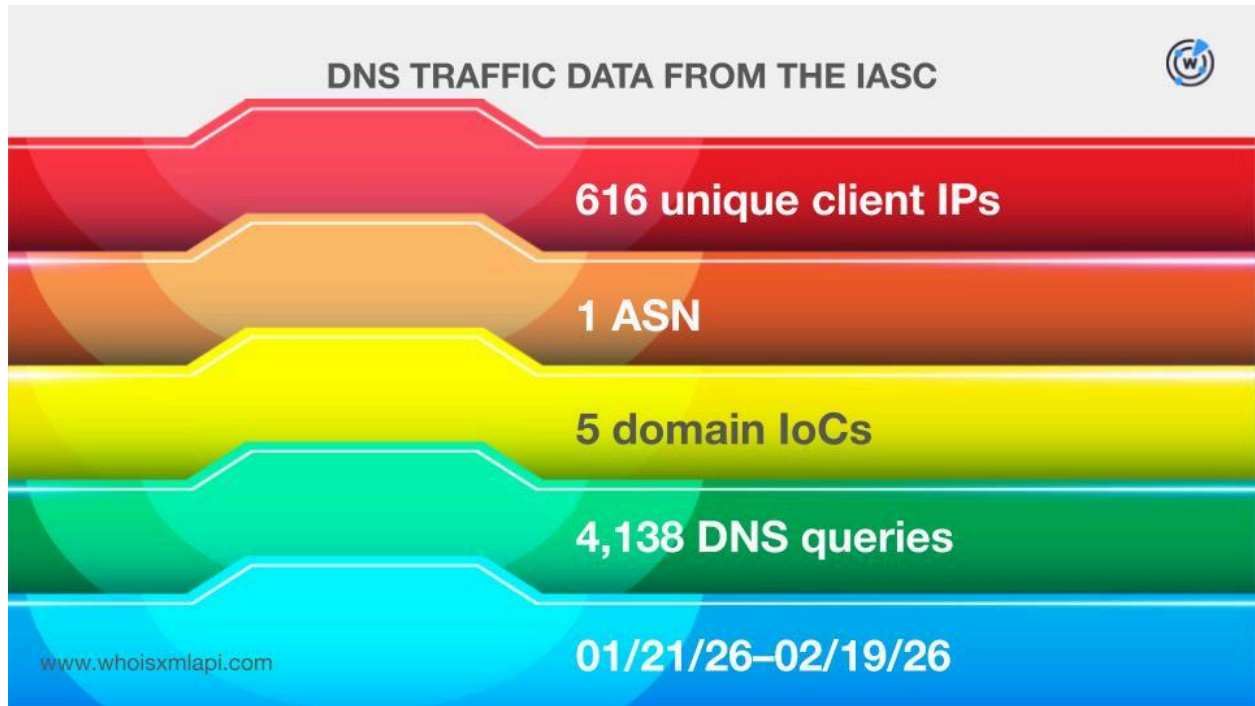 DNS TRAFFIC DATA FROM THE IASC
W
616 unique client IPs
1 ASN
5 domain IoCs
4,138 DNS queries
01/21/26–02/19/26
www.whoisxmlapi.com